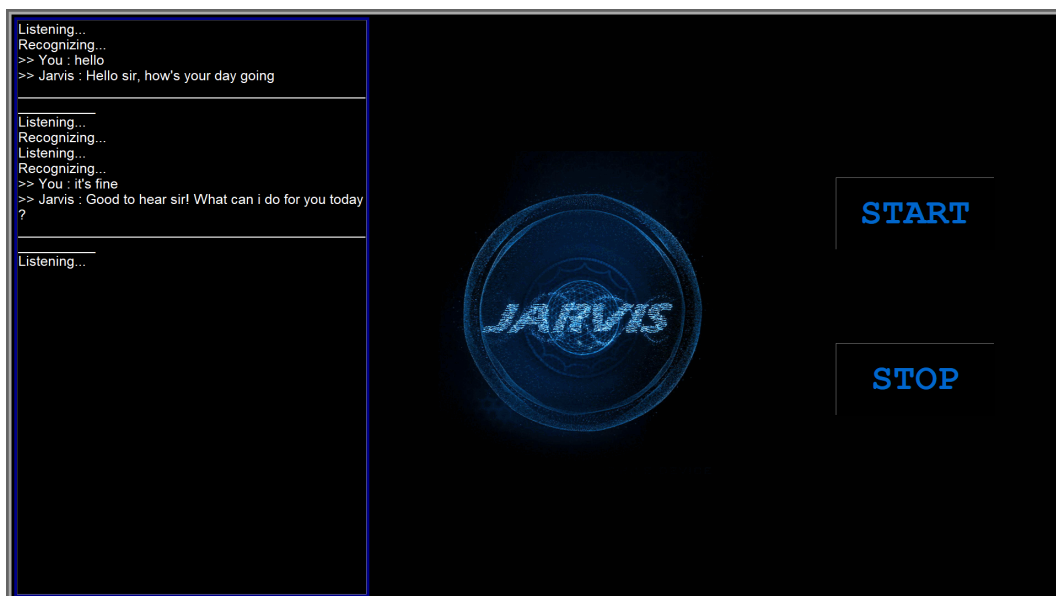 Listening...
Recognizing...
>> You : hello
>> Jarvis : Hello sir, how's your day going
Listening...
Recognizing...
Listening...
Recognizing...
>> You : it's fine
>> Jarvis : Good to hear sir! What can i do for you today
?
Listening...
JARVIS
START
STOP